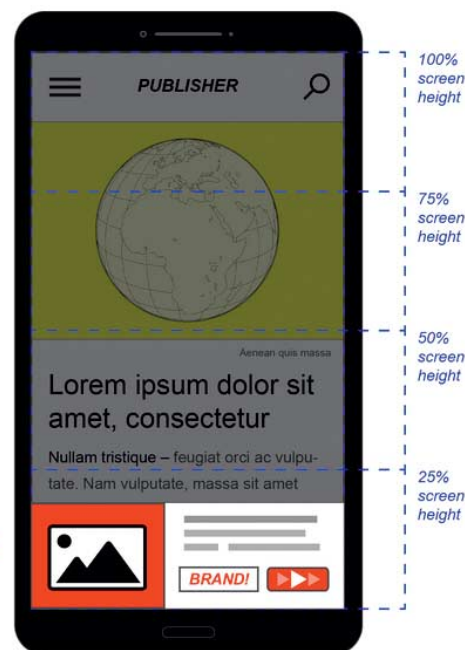 PUBLISHER
100%
screen
height
75%
screen
height
Aenean quis massa
50%
screen
height
Lorem ipsum dolor sit
amet, consectetur
Nullam tristique – feugiat orci ac vulpu-
tate. Nam vulputate, massa sit amet
25%
screen
height
BRAND!